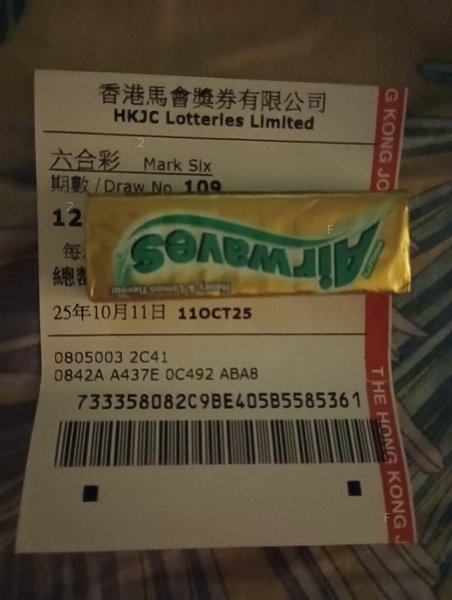 香港馬會獎券有限公司
HKJC Lotteries Limited
六合彩 Mark Six
期數 / Draw No. 109
12
Airwaves
Honey & Lemon flavour
每
總
25年10月11日 11OCT25
0805003 2C41
0842A A437E 0C492 ABA8
733358082C9BE405B5585361
G KONG JO
THE HONG KONG J